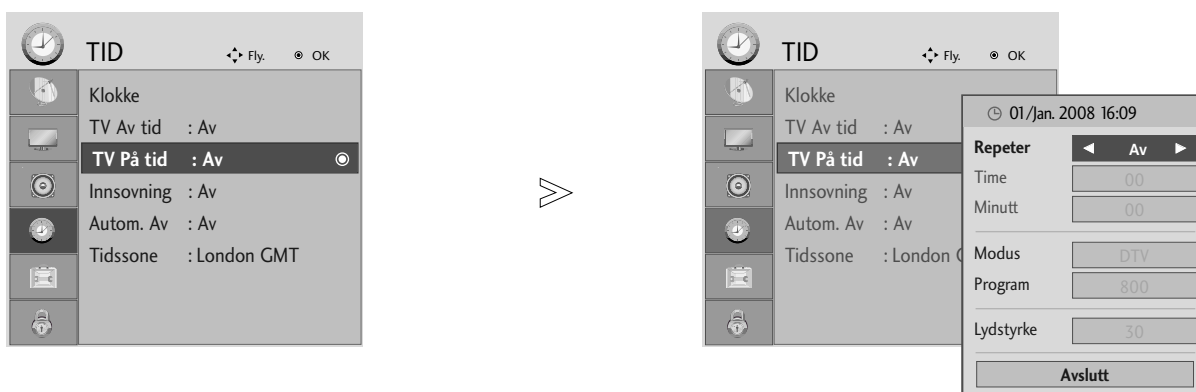 TID Fly. OK
Klokke
TV Av tid : Av
TV På tid : Av
Innsovning : Av
Autom. Av : Av
Tidssone : London GMT
TID Fly. OK
Klokke
TV Av tid : Av
TV På tid : Av
Innsovning : Av
Autom. Av : Av
Tidssone : London G
01/Jan. 2008 16:09
Repeter ◄ Av ►
Time 00
Minutt 00
Modus DTV
Program 800
Lydstyrke 30
Avslutt